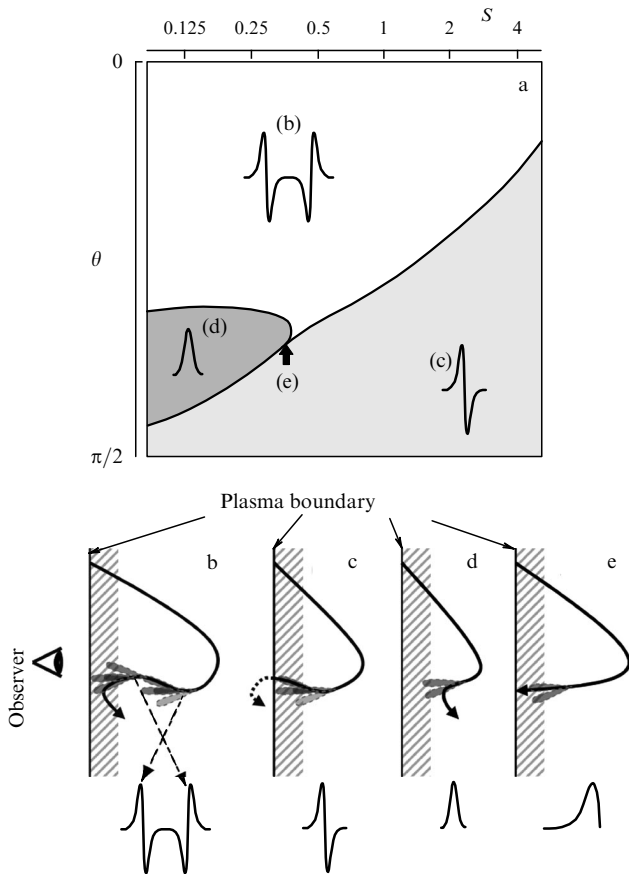 S
0.125 0.25 0.5 1 2 4
0
a
(b)
θ
(d)
(c)
(e)
π/2
Plasma boundary
b c d e
Observer